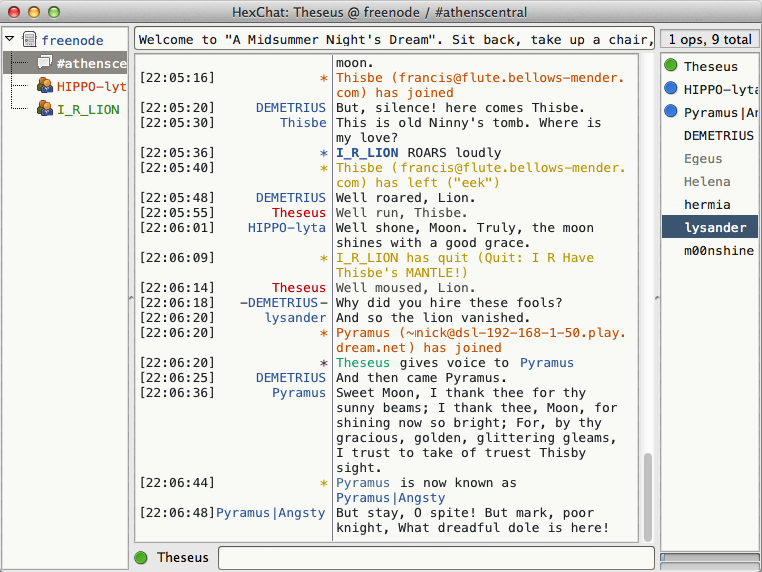 HexChat: Theseus @ freenode / #athenscentral
freenode
#athensce
HIPPO-lyt
I_R_LION
Welcome to "A Midsummer Night's Dream". Sit back, take up a chair,
moon.
[22:05:16] * Thisbe (francis@flute.bellows-mender.
com) has joined
[22:05:20] DEMETRIUS But, silence! here comes Thisbe.
[22:05:30] Thisbe This is old Ninny's tomb. Where is
my love?
[22:05:36] * I_R_LION ROARS loudly
[22:05:40] * Thisbe (francis@flute.bellows-mender.
com) has left ("eek")
[22:05:48] DEMETRIUS Well roared, Lion.
[22:05:55] Theseus Well run, Thisbe.
[22:06:01] HIPPO-lyta Well shone, Moon. Truly, the moon
shines with a good grace.
[22:06:09] * I_R_LION has quit (Quit: I R Have
Thisbe's MANTLE!)
[22:06:14] Theseus Well moused, Lion.
[22:06:18] -DEMETRIUS- Why did you hire these fools?
[22:06:20] lysander And so the lion vanished.
[22:06:20] * Pyramus (~nick@dsl-192-168-1-50.play.
dream.net) has joined
[22:06:20] * Theseus gives voice to Pyramus
[22:06:25] DEMETRIUS And then came Pyramus.
[22:06:36] Pyramus Sweet Moon, I thank thee for thy
sunny beams; I thank thee, Moon, for
shining now so bright; For, by thy
gracious, golden, glittering gleams,
I trust to take of truest Thisby
sight.
[22:06:44] * Pyramus is now known as
Pyramus|Angsty
[22:06:48] Pyramus|Angsty But stay, O spite! But mark, poor
knight, What dreadful dole is here!
Theseus
1 ops, 9 total
Theseus
HIPPO-lyta
Pyramus|An
DEMETRIUS
Egeus
Helena
hermia
lysander
m00nshine